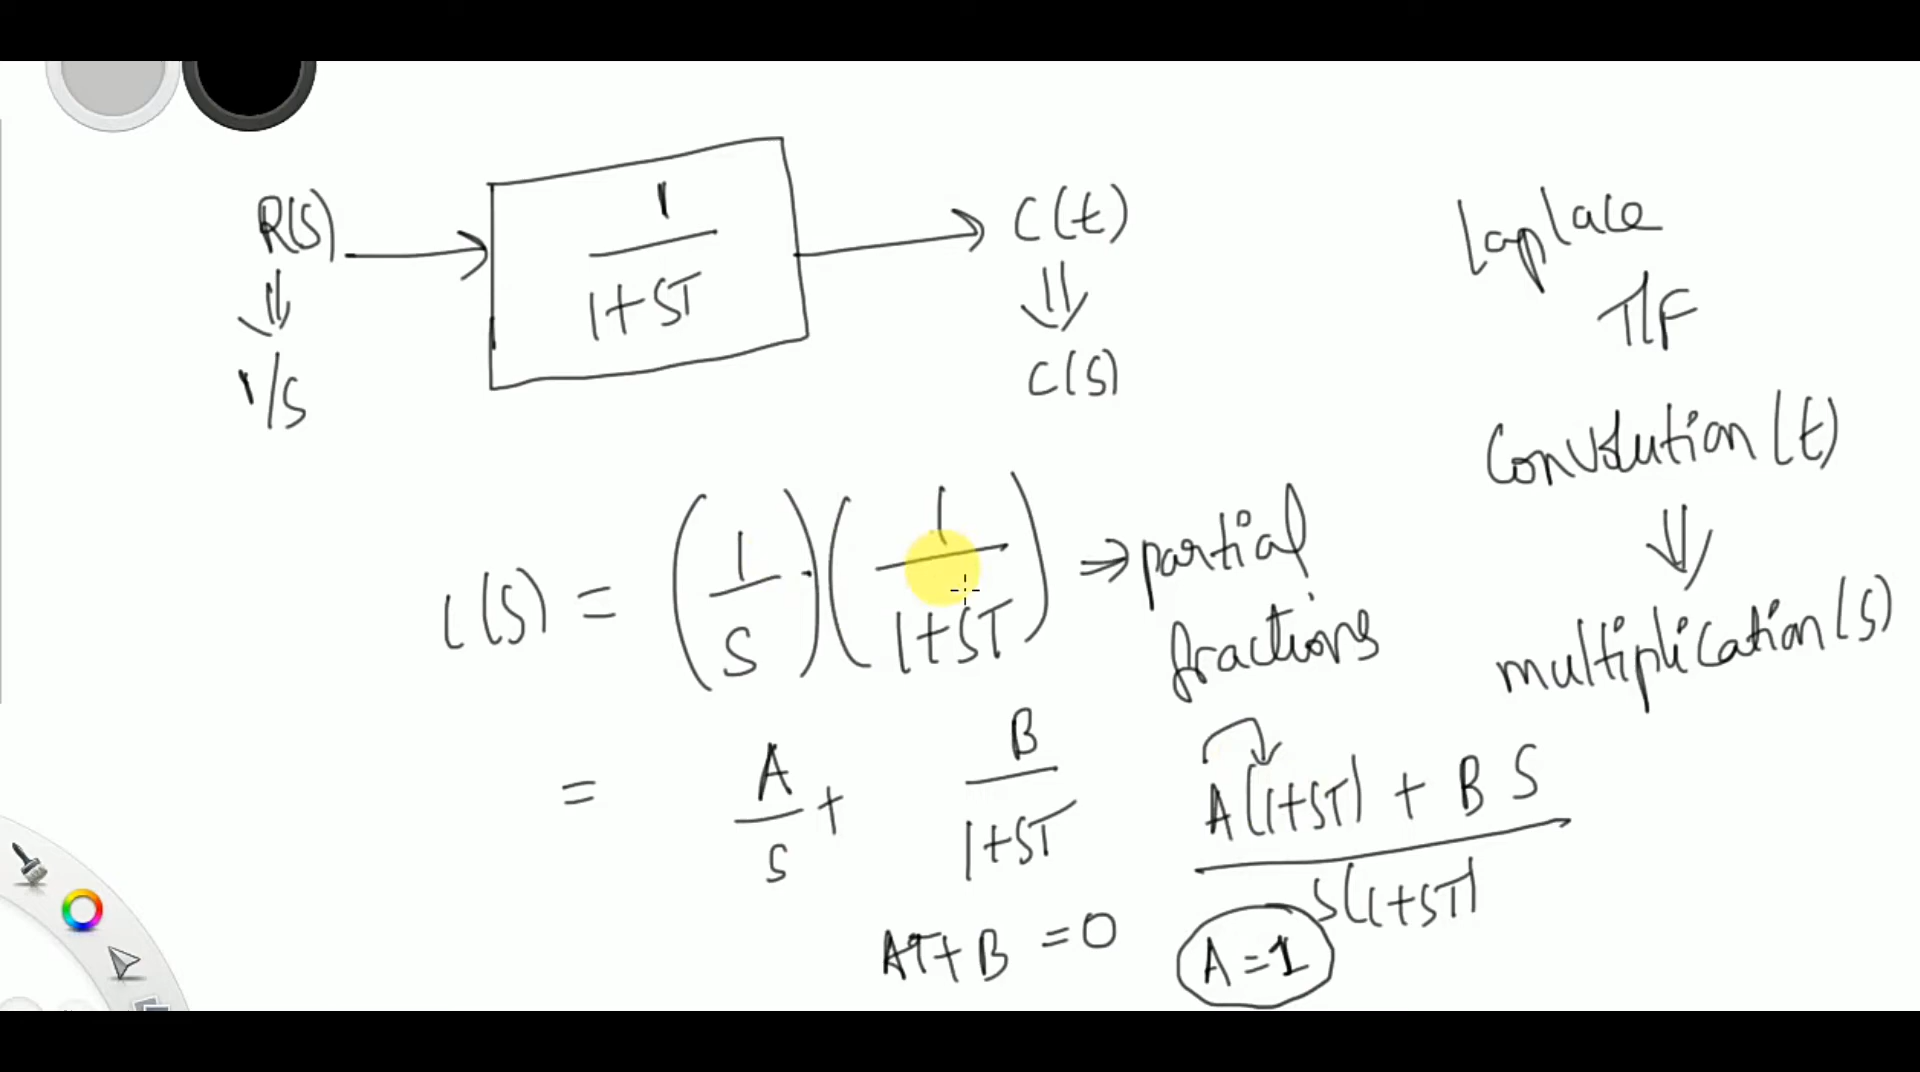 R(S)
1/S
1
1+ST
C(t)
C(S)
Laplace
T/F
Convolution(t)
multiplication(s)
C(S) = (1/S)·(1/1+ST) ⇒ partial
fractions
= A/S + B/1+ST
A(1+ST) + B S
S(1+ST)
AT+B =0
A=1